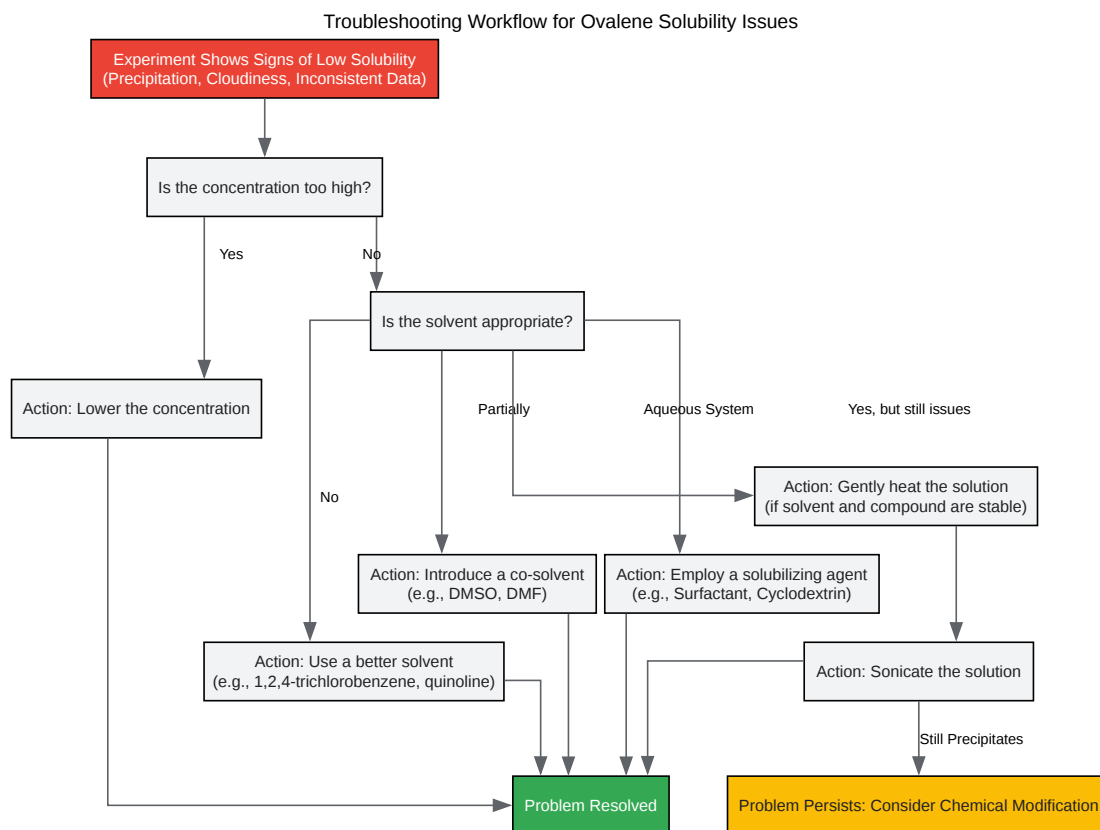 Troubleshooting Workflow for Ovalene Solubility Issues
Experiment Shows Signs of Low Solubility
(Precipitation, Cloudiness, Inconsistent Data)
Is the concentration too high?
Yes
No
Is the solvent appropriate?
Action: Lower the concentration
Partially
Aqueous System
Yes, but still issues
No
Action: Gently heat the solution
(if solvent and compound are stable)
Action: Introduce a co-solvent
(e.g., DMSO, DMF)
Action: Employ a solubilizing agent
(e.g., Surfactant, Cyclodextrin)
Action: Use a better solvent
(e.g., 1,2,4-trichlorobenzene, quinoline)
Action: Sonicate the solution
Still Precipitates
Problem Resolved
Problem Persists: Consider Chemical Modification